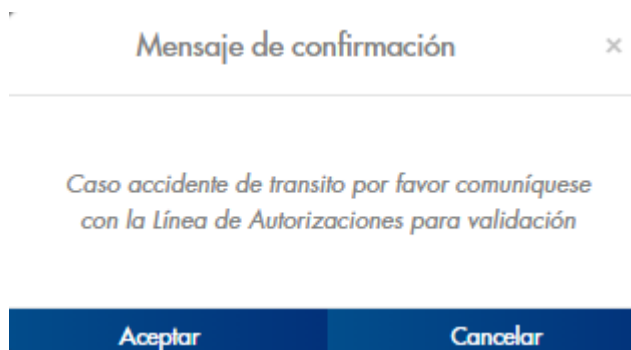 Mensaje de confirmación ×
Caso accidente de transito por favor comuníquese
con la Línea de Autorizaciones para validación
Aceptar Cancelar